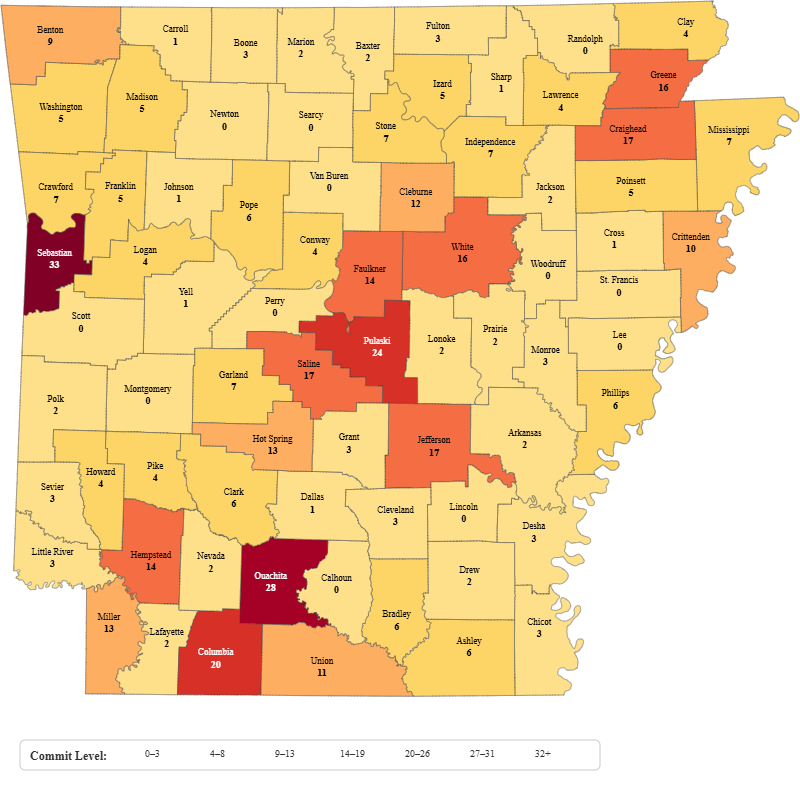 Benton
9
Carroll
1
Boone
3
Marion
2
Baxter
2
Fulton
3
Randolph
0
Clay
4
Washington
5
Madison
5
Newton
0
Searcy
0
Stone
7
Izard
5
Sharp
1
Lawrence
4
Greene
16
Craighead
17
Mississippi
7
Independence
7
Crawford
7
Franklin
5
Johnson
1
Pope
6
Van Buren
0
Cleburne
12
Jackson
2
Poinsett
5
Sebastian
33
Logan
4
Conway
4
Faulkner
14
White
16
Woodruff
0
Cross
1
Crittenden
10
St. Francis
0
Scott
0
Yell
1
Perry
0
Pulaski
24
Lonoke
2
Prairie
2
Monroe
3
Lee
0
Phillips
6
Polk
2
Montgomery
0
Garland
7
Saline
17
Hot Spring
13
Grant
3
Jefferson
17
Arkansas
2
Sevier
3
Howard
4
Pike
4
Clark
6
Dallas
1
Cleveland
3
Lincoln
0
Desha
3
Little River
3
Hempstead
14
Nevada
2
Ouachita
28
Calhoun
0
Bradley
6
Drew
2
Chicot
3
Miller
13
Lafayette
2
Columbia
20
Union
11
Ashley
6
Commit Level: 0–3 4–8 9–13 14–19 20–26 27–31 32+